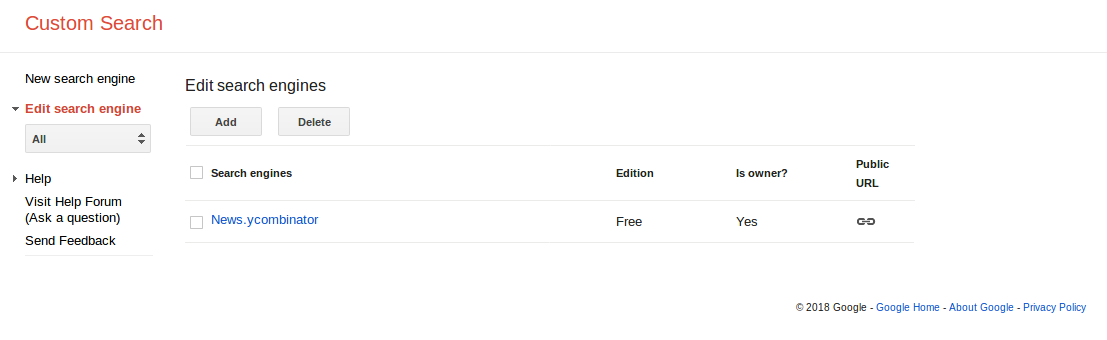 Custom Search
New search engine
Edit search engine
All
Help
Visit Help Forum
(Ask a question)
Send Feedback
Edit search engines
Add Delete
Search engines Edition Is owner? Public
URL
News.ycombinator Free Yes
© 2018 Google - Google Home - About Google - Privacy Policy